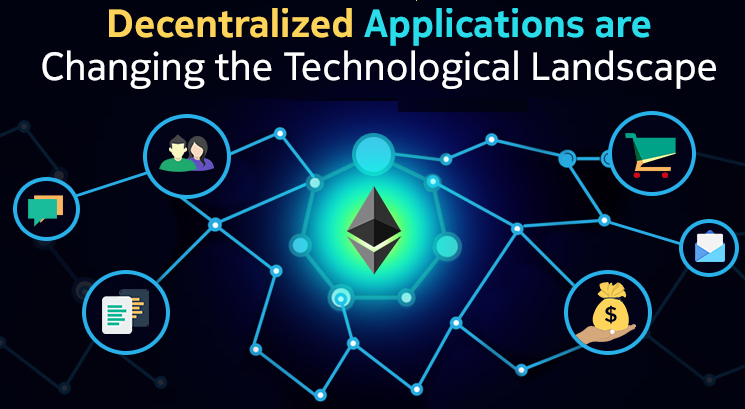 Decentralized Applications are
Changing the Technological Landscape
$